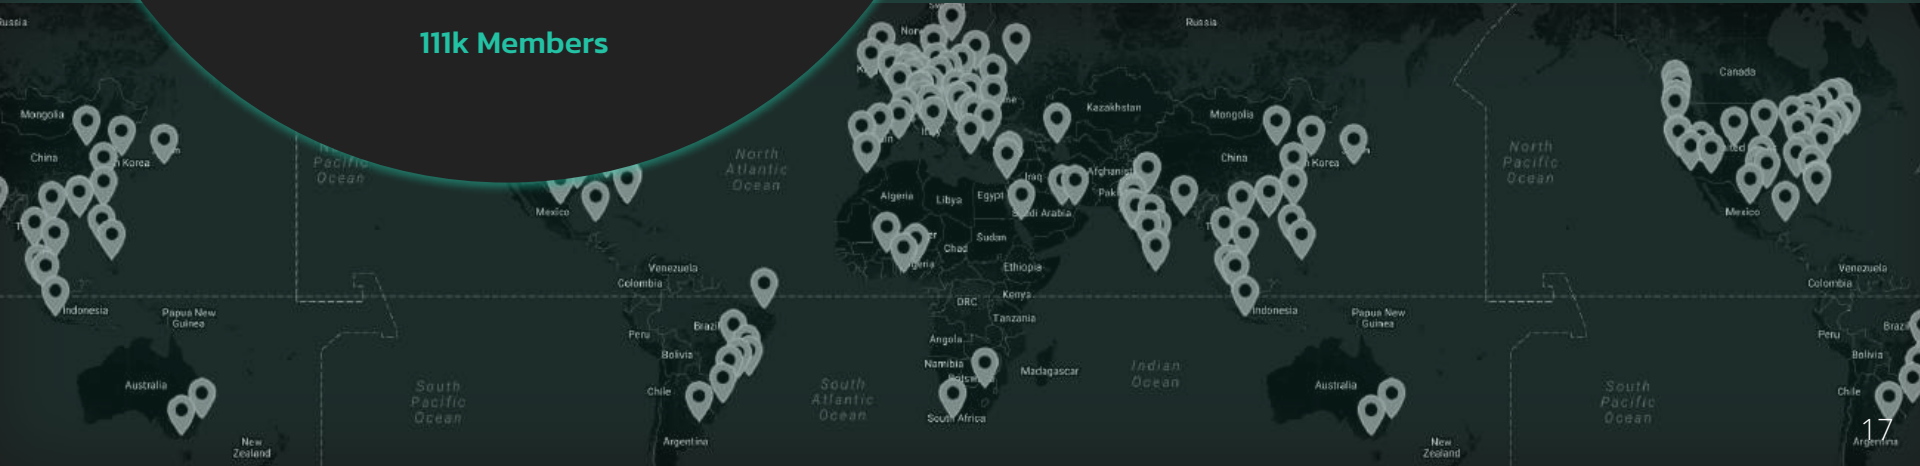 111k Members
Russia
Canada
Kazakhstan
Mongolia
Mongolia
China
China
North
Pacific
Ocean
North
Atlantic
Ocean
North
Pacific
Ocean
Iraq
Algeria
Libya
Egypt
Mexico
Mexico
Sudan
Chad
Venezuela
Colombia
Ethiopia
Venezuela
Colombia
DRC
Kenya
Indonesia
Papua New
Guinea
Tanzania
Indonesia
Papua New
Guinea
Peru
Angola
Peru
Bolivia
Namibia
Madagascar
Indian
Ocean
Bolivia
Australia
South
Pacific
Ocean
Chile
South
Atlantic
Ocean
South Africa
Australia
South
Pacific
Ocean
Chile
New
Zealand
Argentina
New
Zealand
Argentina
17